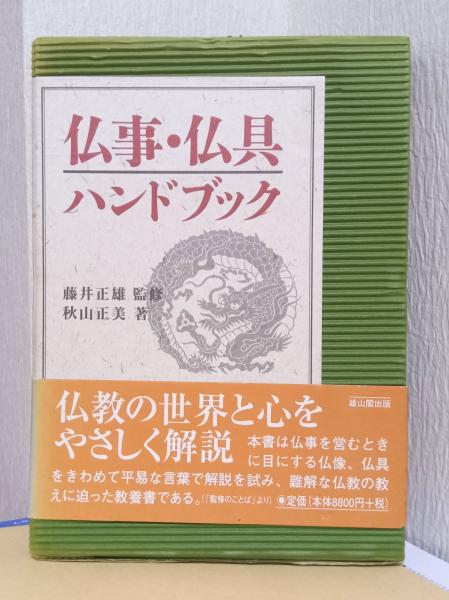 仏事・仏具
ハンドブック
藤井正雄 監修
秋山正美 著
仏教の世界と心を
やさしく解説
雄山閣出版
本書は仏事を営むとき
に目にする仏像、仏具
をきわめて平易な言葉で解説を試み、難解な仏教の教
えに迫った教養書である。(「監修のことば」より)
●定価(本体8800円+税)